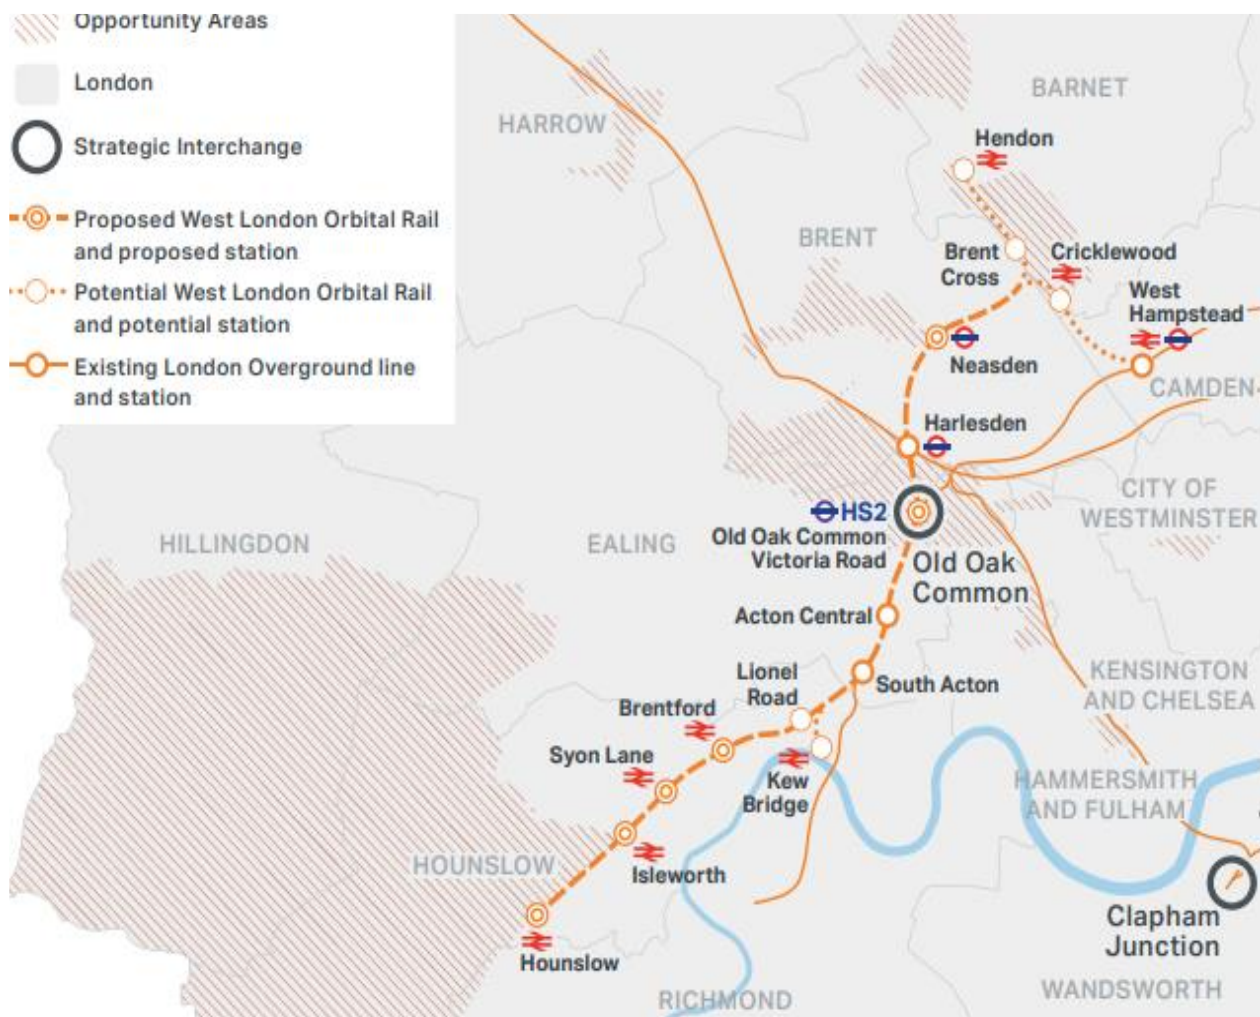 Opportunity Areas
London
Strategic Interchange
Proposed West London Orbital Rail
and proposed station
Potential West London Orbital Rail
and potential station
Existing London Overground line
and station
BARNET
HARROW
Hendon
BRENT
Brent
Cross
Cricklewood
West
Hampstead
Neasden
CAMDEN
Harlesden
CITY OF
WESTMINSTER
HS2
Old Oak Common
Victoria Road
Old Oak
Common
HILLINGDON
EALING
Acton Central
Lionel
Road
South Acton
KENSINGTON
AND CHELSEA
Brentford
Syon Lane
Kew
Bridge
HAMMERSMITH
AND FULHAM
HOUNSLOW
Isleworth
Clapham
Junction
Hounslow
RICHMOND
WANDSWORTH